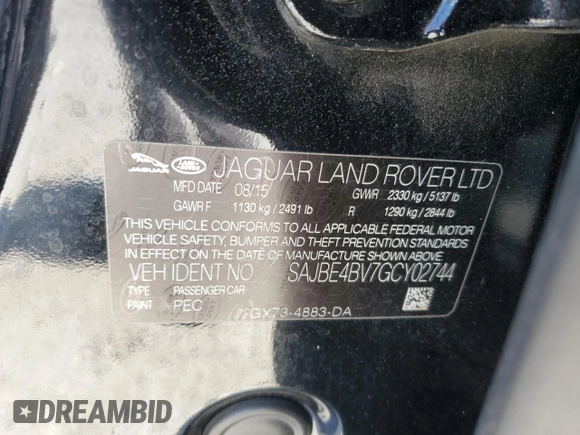 JAGUAR LAND ROVER JAGUAR LAND ROVER LTD
MFD DATE 08/15 GVWR 2330 kg / 5137 lb
GAWR F 1130 kg / 2491 lb R 1290 kg / 2844 lb
THIS VEHICLE CONFORMS TO ALL APPLICABLE FEDERAL MOTOR
VEHICLE SAFETY, BUMPER AND THEFT PREVENTION STANDARDS
IN EFFECT ON THE DATE OF MANUFACTURE SHOWN ABOVE
VEH IDENT NO SAJBE4BV7GCY02744
TYPE PASSENGER CAR
PAINT PEC GX73-4883-DA
DREAMBID